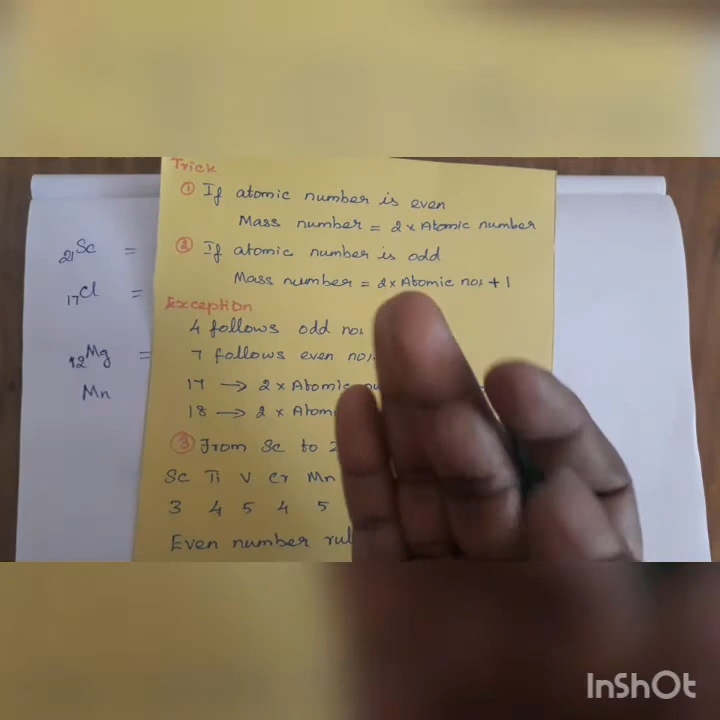 Trick
① If atomic number is even
Mass number = 2 x Atomic number
② If atomic number is odd
Mass number = 2 x Atomic no. + 1
Exception
4 follows odd no.
7 follows even no.
17 → 2 x Atomic
18 → 2 x
③ From Sc to
Sc Ti V Cr Mn
3 4 5 4 5
Even number
21Sc =
17Cl =
12Mg =
Mn
InShOt